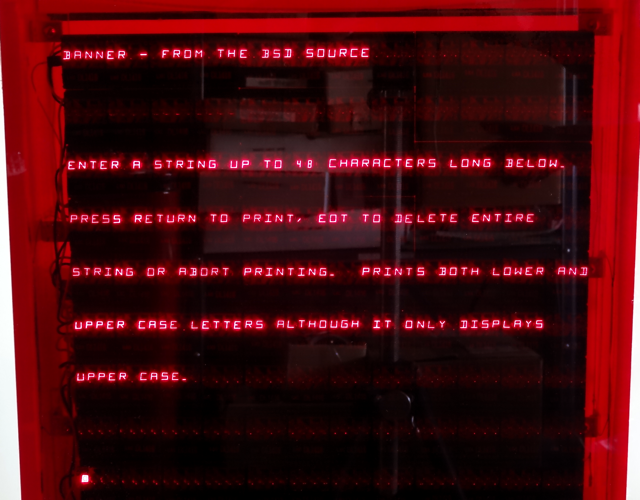 BANNER - FROM THE BSD SOURCE
ENTER A STRING UP TO 48 CHARACTERS LONG BELOW.
PRESS RETURN TO PRINT, EOT TO DELETE ENTIRE
STRING OR ABORT PRINTING.  PRINTS BOTH LOWER AND
UPPER CASE LETTERS ALTHOUGH IT ONLY DISPLAYS
UPPER CASE.